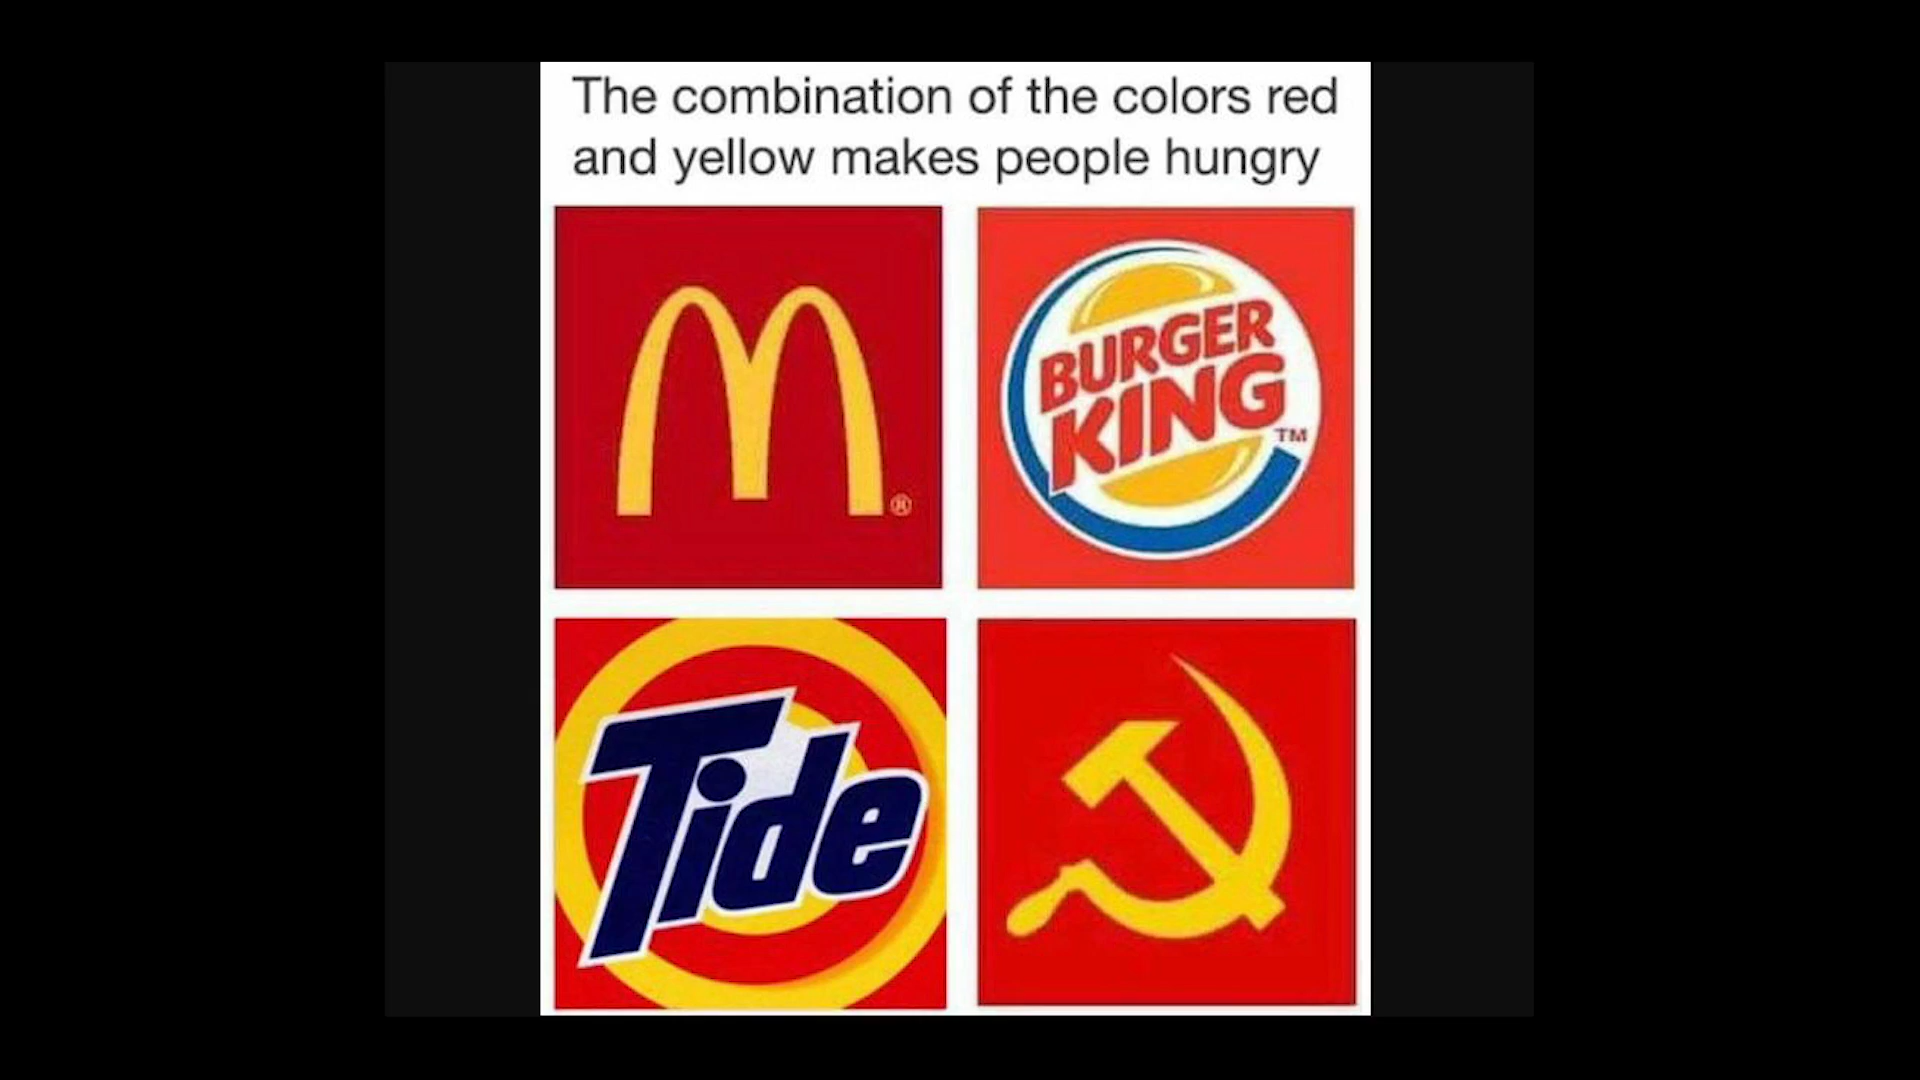 The combination of the colors red
and yellow makes people hungry
M
®
BURGER
KING
TM
Tide